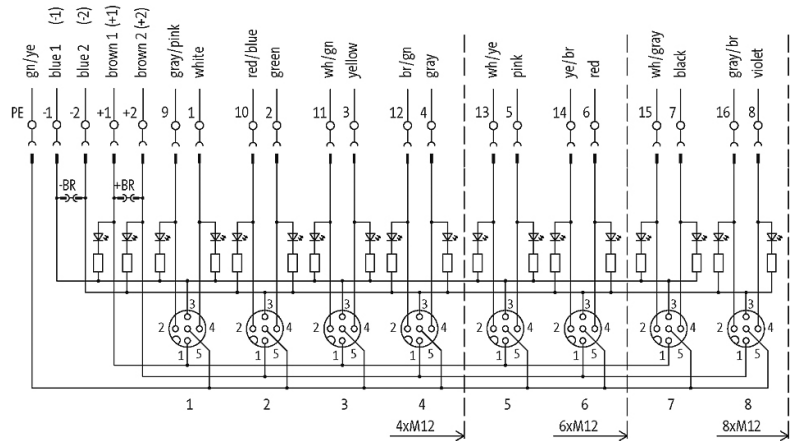 gn/ye
blue 1 (-1)
blue 2 (-2)
brown 1 (+1)
brown 2 (+2)
gray/pink
white
red/blue
green
wh/gn
yellow
br/gn
gray
wh/ye
pink
ye/br
red
wh/gray
black
gray/br
violet
PE -1 -2 +1 +2 9 1 10 2 11 3 12 4 13 5 14 6 15 7 16 8
-BR +BR
3 3 3 3 3 3 3 3
2 4 2 4 2 4 2 4 2 4 2 4 2 4 2 4
1 5 1 5 1 5 1 5 1 5 1 5 1 5 1 5
1 2 3 4 5 6 7 8
4xM12 6xM12 8xM12